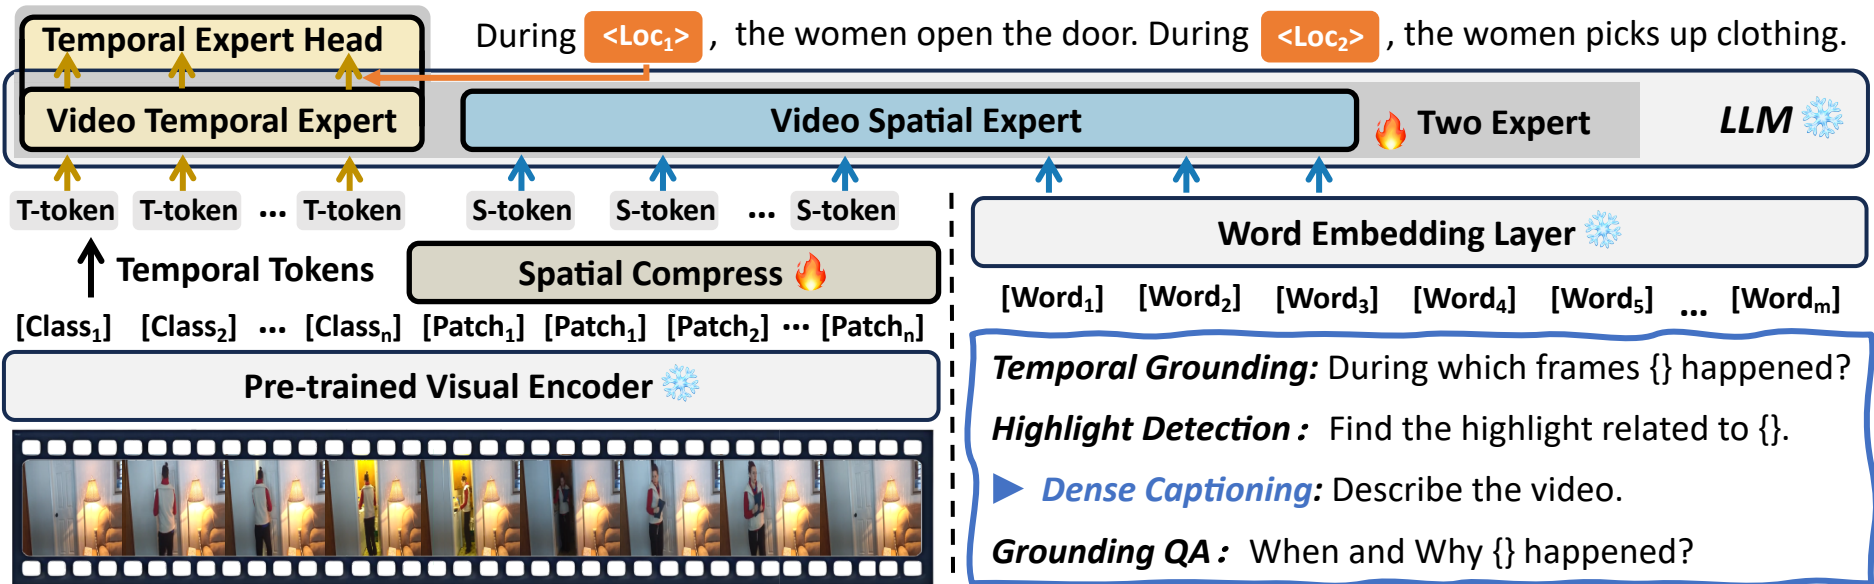 Temporal Expert Head
During <Loc₁> , the women open the door. During <Loc₂> , the women picks up clothing.
Video Temporal Expert
Video Spatial Expert
Two Expert
LLM
T-token T-token ... T-token
S-token S-token ... S-token
Temporal Tokens
Spatial Compress
[Class₁] [Class₂] ... [Classₙ] [Patch₁] [Patch₁] [Patch₂] ... [Patchₙ]
Pre-trained Visual Encoder
Word Embedding Layer
[Word₁] [Word₂] [Word₃] [Word₄] [Word₅] ... [Wordₘ]
Temporal Grounding: During which frames {} happened?
Highlight Detection: Find the highlight related to {}.
▶ Dense Captioning: Describe the video.
Grounding QA: When and Why {} happened?